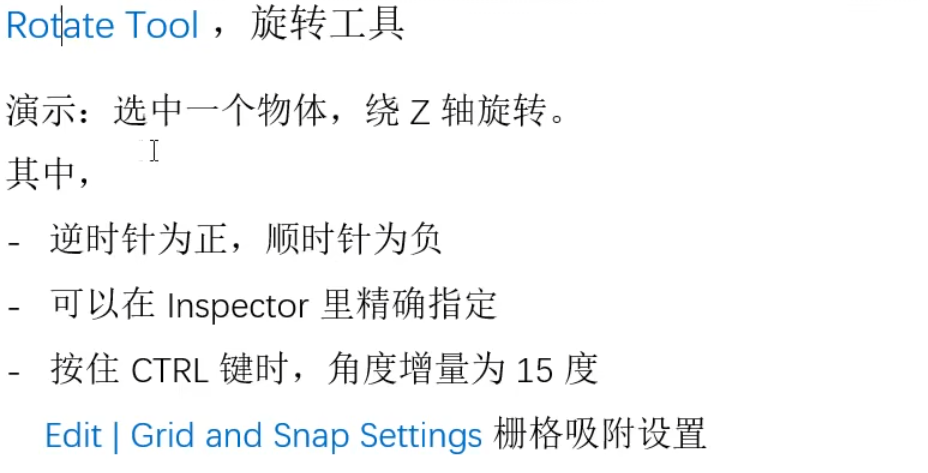 Rotate Tool ，旋转工具
演示：选中一个物体，绕 Z 轴旋转。
其中，
- 逆时针为正，顺时针为负
- 可以在 Inspector 里精确指定
- 按住 CTRL 键时，角度增量为 15 度
Edit | Grid and Snap Settings 栅格吸附设置